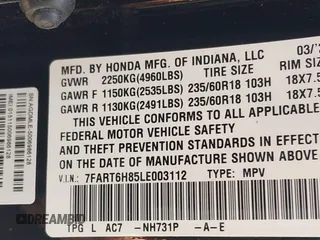 MFD. BY HONDA MFG. OF INDIANA, LLC 03/
GVWR 2250KG(4960LBS) TIRE SIZE RIM SIZE
GAWR F 1150KG(2535LBS) 235/60R18 103H 18X7.5
GAWR R 1130KG(2491LBS) 235/60R18 103H 18X7.5
THIS VEHICLE CONFORMS TO ALL APPLICABLE
FEDERAL MOTOR VEHICLE SAFETY AND
THEFT PREVENTION STANDARDS IN EFFECT
ON THE DATE OF MANUFACTURE SHOWN
V.I.N.: 7FART6H85LE003112 TYPE: MPV
TPG L AC7 -NH731P -A-E
DREAMBID